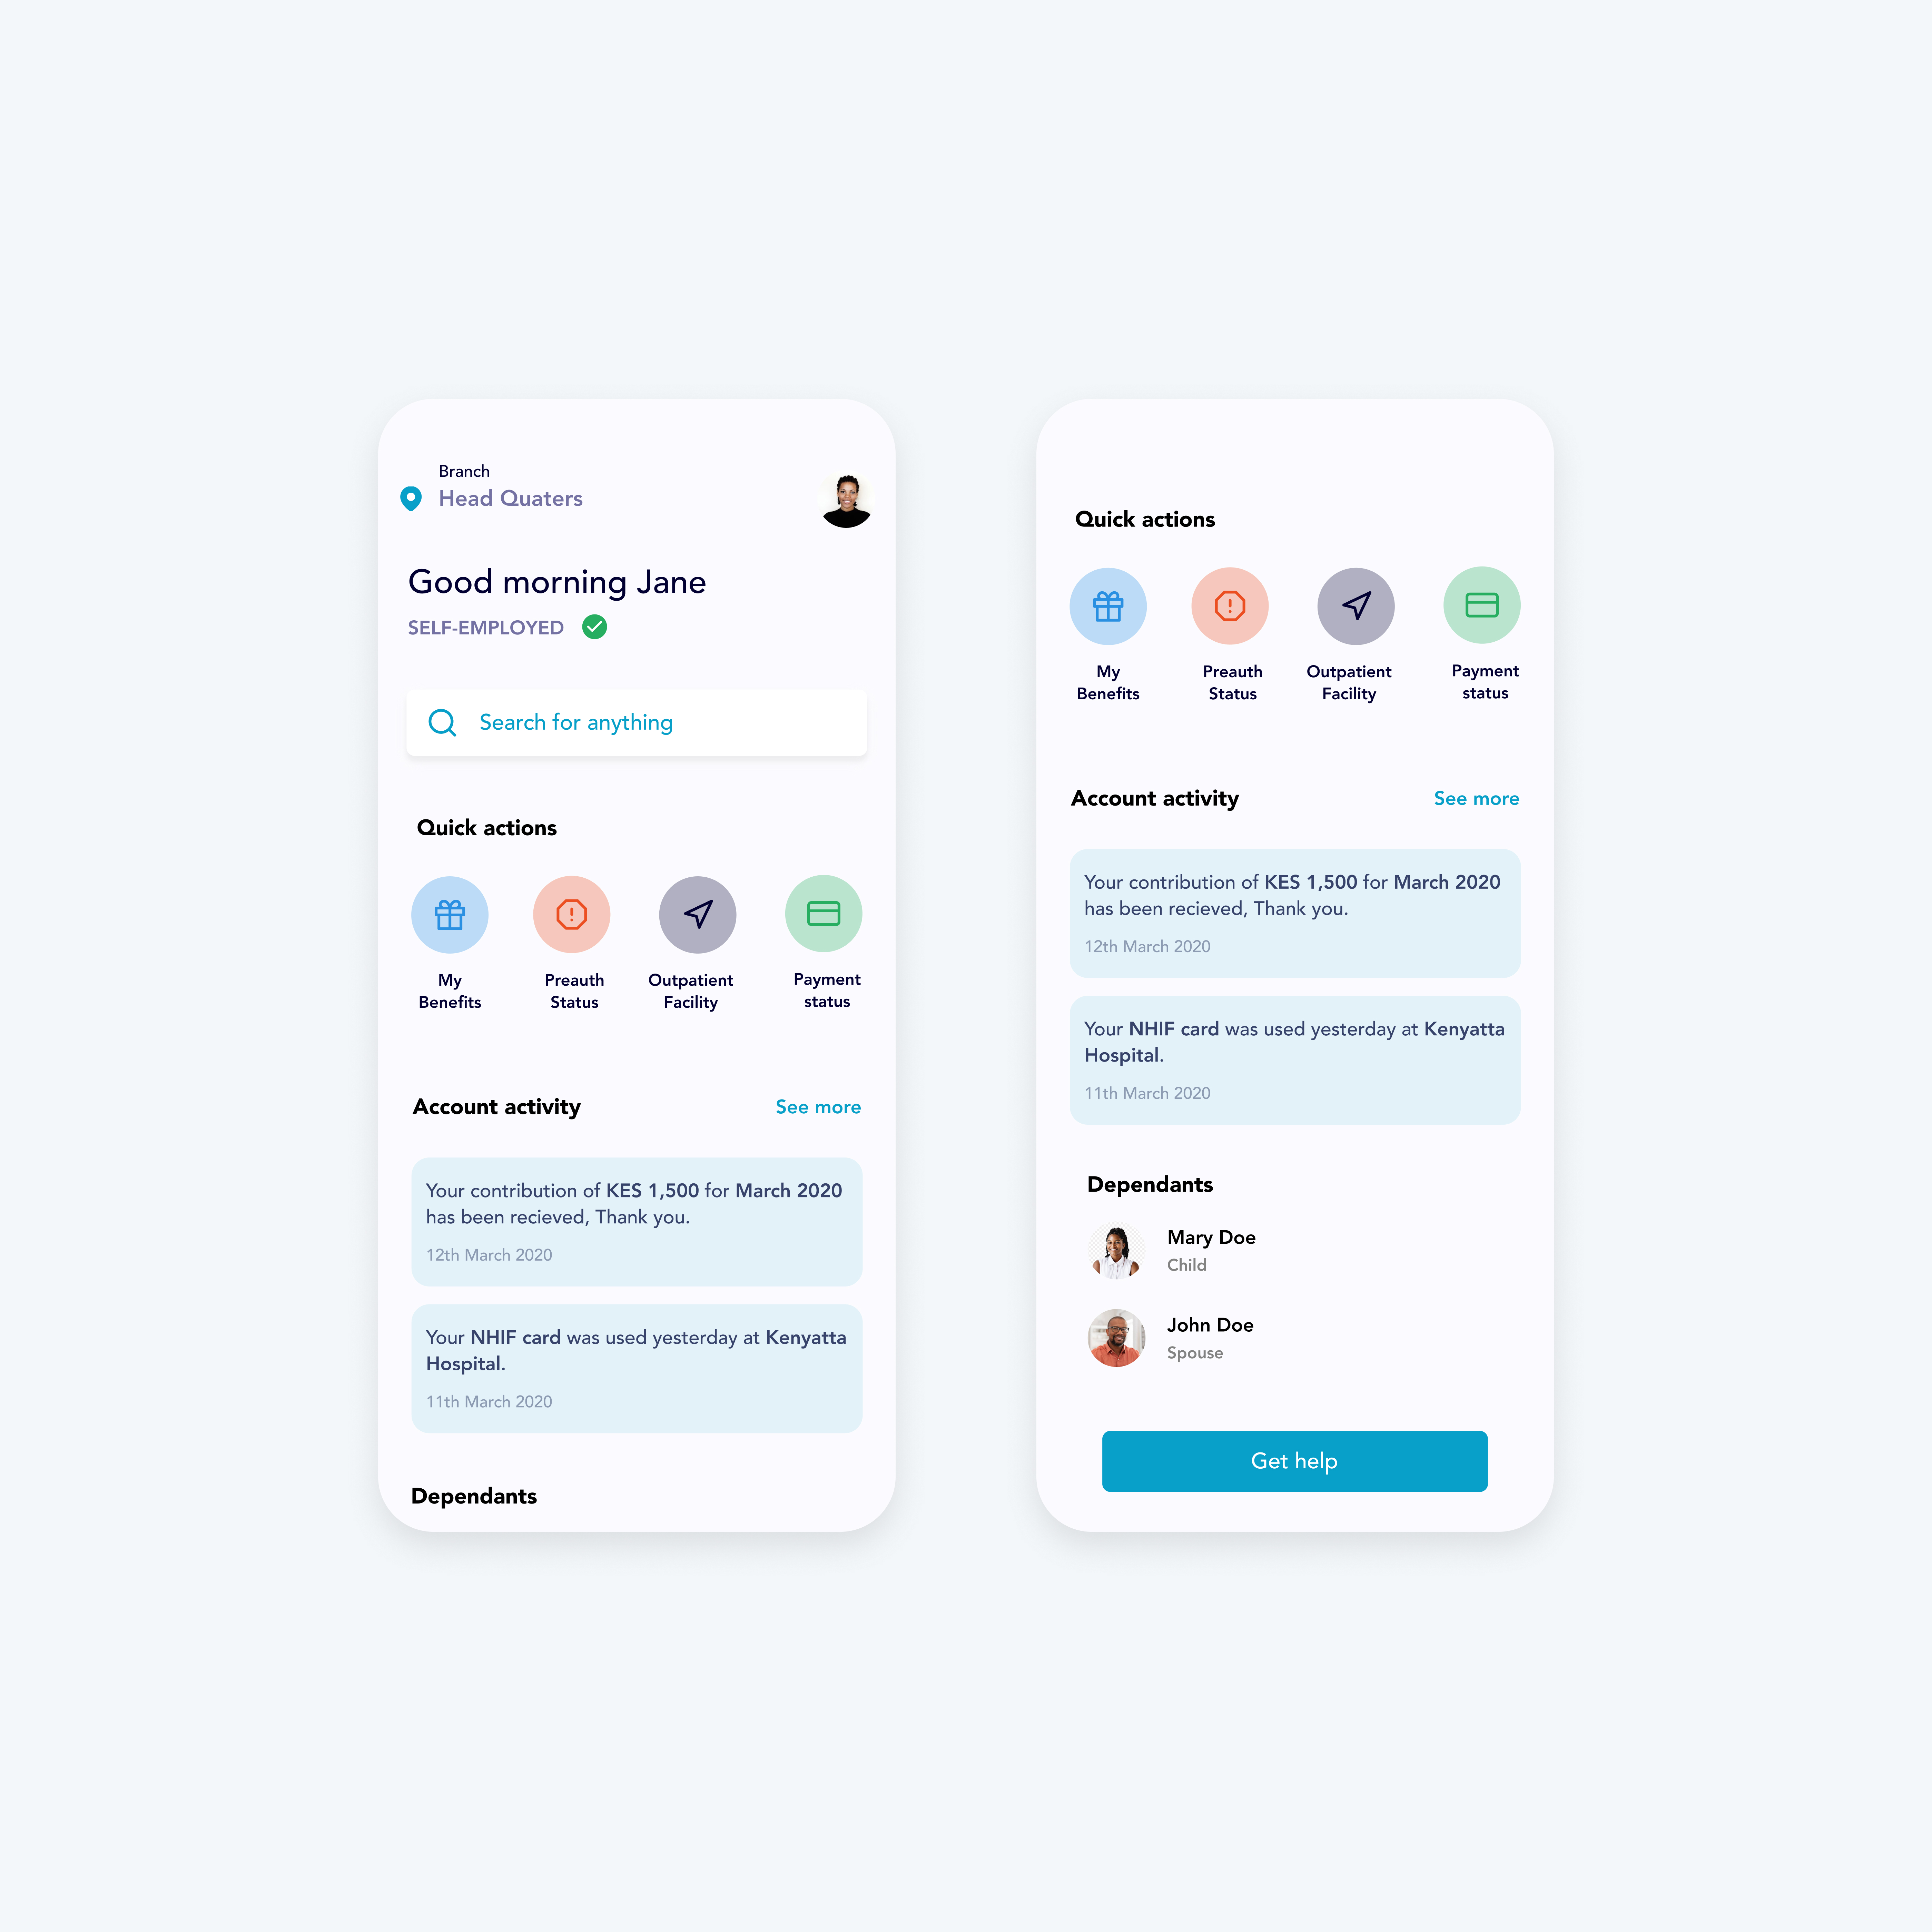 Branch
Head Quaters
Good morning Jane
SELF-EMPLOYED
Search for anything
Quick actions
My
Benefits
Preauth
Status
Outpatient
Facility
Payment
status
Account activity
See more
Your contribution of KES 1,500 for March 2020
has been recieved, Thank you.
12th March 2020
Your NHIF card was used yesterday at Kenyatta
Hospital.
11th March 2020
Dependants
Quick actions
My
Benefits
Preauth
Status
Outpatient
Facility
Payment
status
Account activity
See more
Your contribution of KES 1,500 for March 2020
has been recieved, Thank you.
12th March 2020
Your NHIF card was used yesterday at Kenyatta
Hospital.
11th March 2020
Dependants
Mary Doe
Child
John Doe
Spouse
Get help